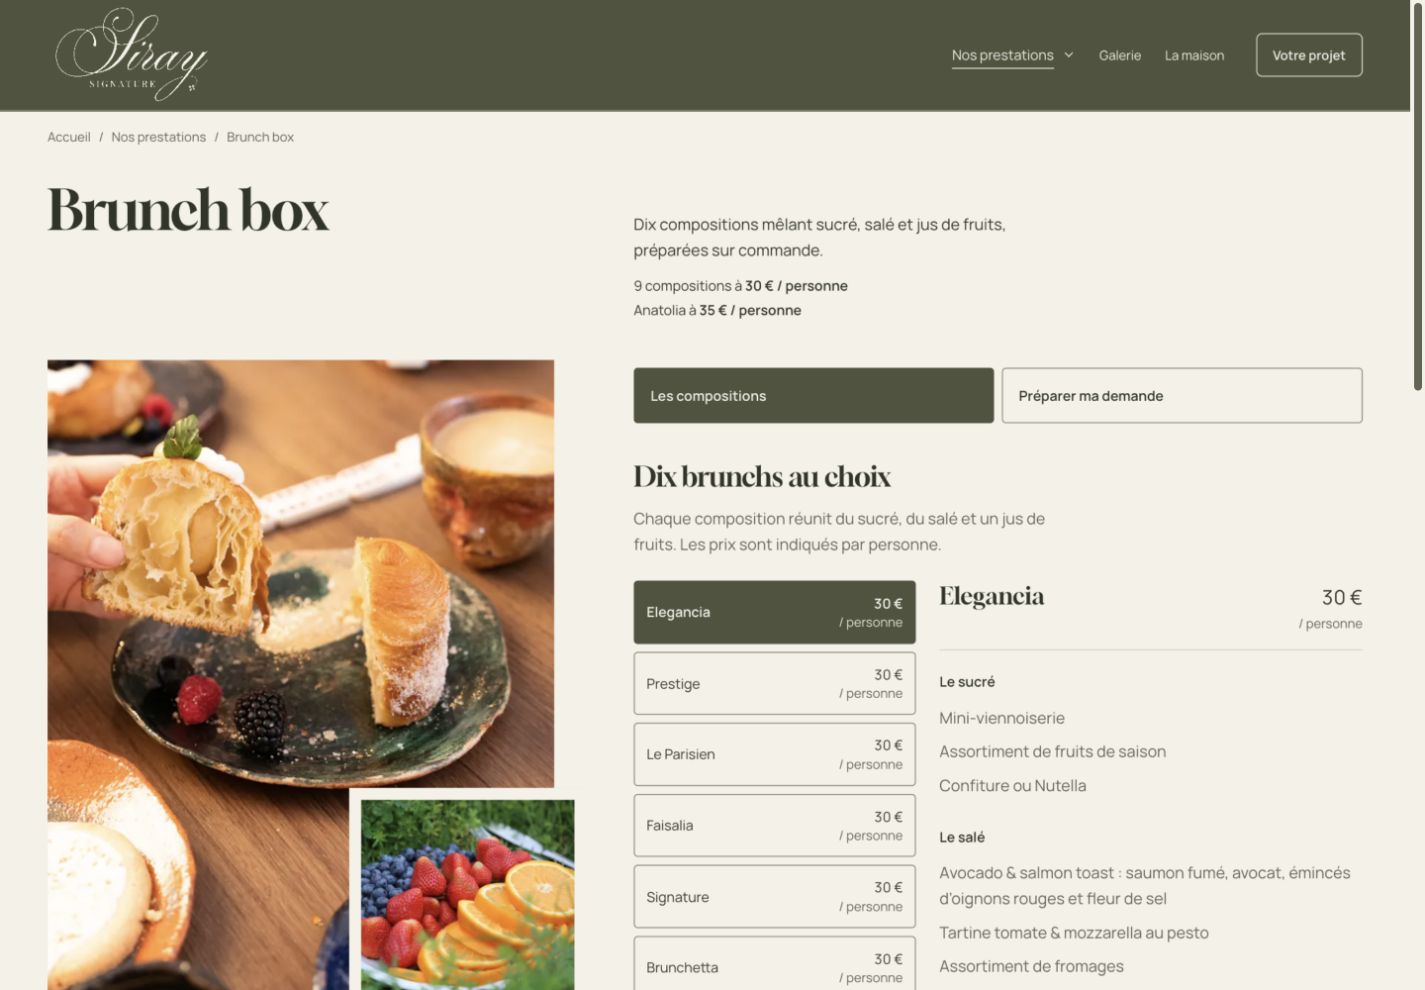 Siray
SIGNATURE
Nos prestations
Galerie
La maison
Votre projet
Accueil / Nos prestations / Brunch box
Brunch box
Dix compositions mêlant sucré, salé et jus de fruits,
préparées sur commande.
9 compositions à 30 € / personne
Anatolia à 35 € / personne
Les compositions
Préparer ma demande
Dix brunchs au choix
Chaque composition réunit du sucré, du salé et un jus de
fruits. Les prix sont indiqués par personne.
Elegancia
30 €
/ personne
Prestige
30 €
/ personne
Le Parisien
30 €
/ personne
Faisalia
30 €
/ personne
Signature
30 €
/ personne
Brunchetta
30 €
/ personne
Elegancia
30 €
/ personne
Le sucré
Mini-viennoiserie
Assortiment de fruits de saison
Confiture ou Nutella
Le salé
Avocado & salmon toast : saumon fumé, avocat, émincés
d'oignons rouges et fleur de sel
Tartine tomate & mozzarella au pesto
Assortiment de fromages